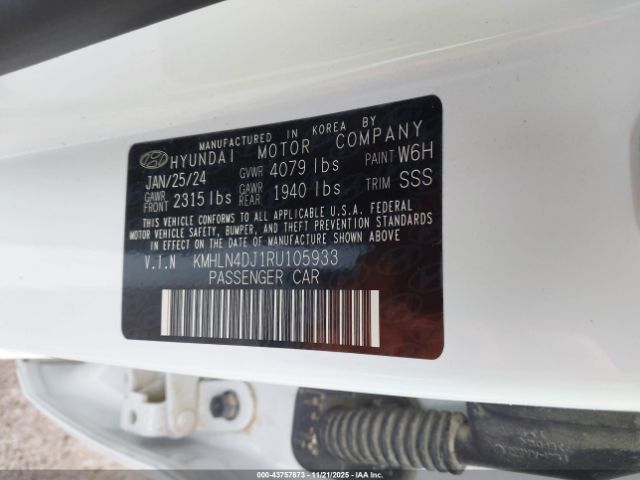 MANUFACTURED IN KOREA BY
HYUNDAI MOTOR COMPANY
JAN/25/24 GVWR 4079 lbs PAINT W6H
GAWR FRONT 2315 lbs GAWR REAR 1940 lbs TRIM SSS
THIS VEHICLE CONFORMS TO ALL APPLICABLE U.S.A. FEDERAL
MOTOR VEHICLE SAFETY, BUMPER, AND THEFT PREVENTION STANDARDS
IN EFFECT ON THE DATE OF MANUFACTURE SHOWN ABOVE.
V.I.N KMHLN4DJ1RU105933
PASSENGER CAR
© IAA 000-43757873 | 11/21/2025 - AUCTION